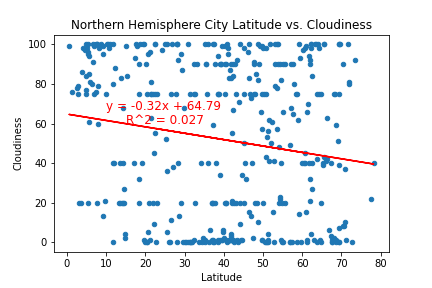 Northern Hemisphere City Latitude vs. Cloudiness
100
80
60
40
20
0
Cloudiness
y = -0.32x + 64.79
R^2 = 0.027
0 10 20 30 40 50 60 70 80
Latitude